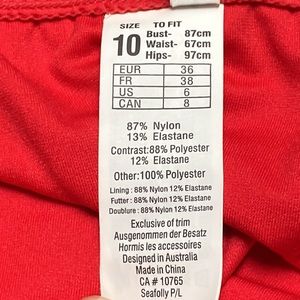 SIZE TO FIT
10 Bust- 87cm
Waist- 67cm
Hips- 97cm
EUR 36
FR 38
US 6
CAN 8
87% Nylon
13% Elastane
Contrast:88% Polyester
12% Elastane
Other:100% Polyester
Lining : 88% Nylon 12% Elastane
Futter : 88% Nylon 12% Elastane
Doublure : 88% Nylon 12% Elastane
Exclusive of trim
Ausgenommen der Besatz
Hormis les accessoires
Designed in Australia
Made in China
CA # 10765
Seafolly P/L